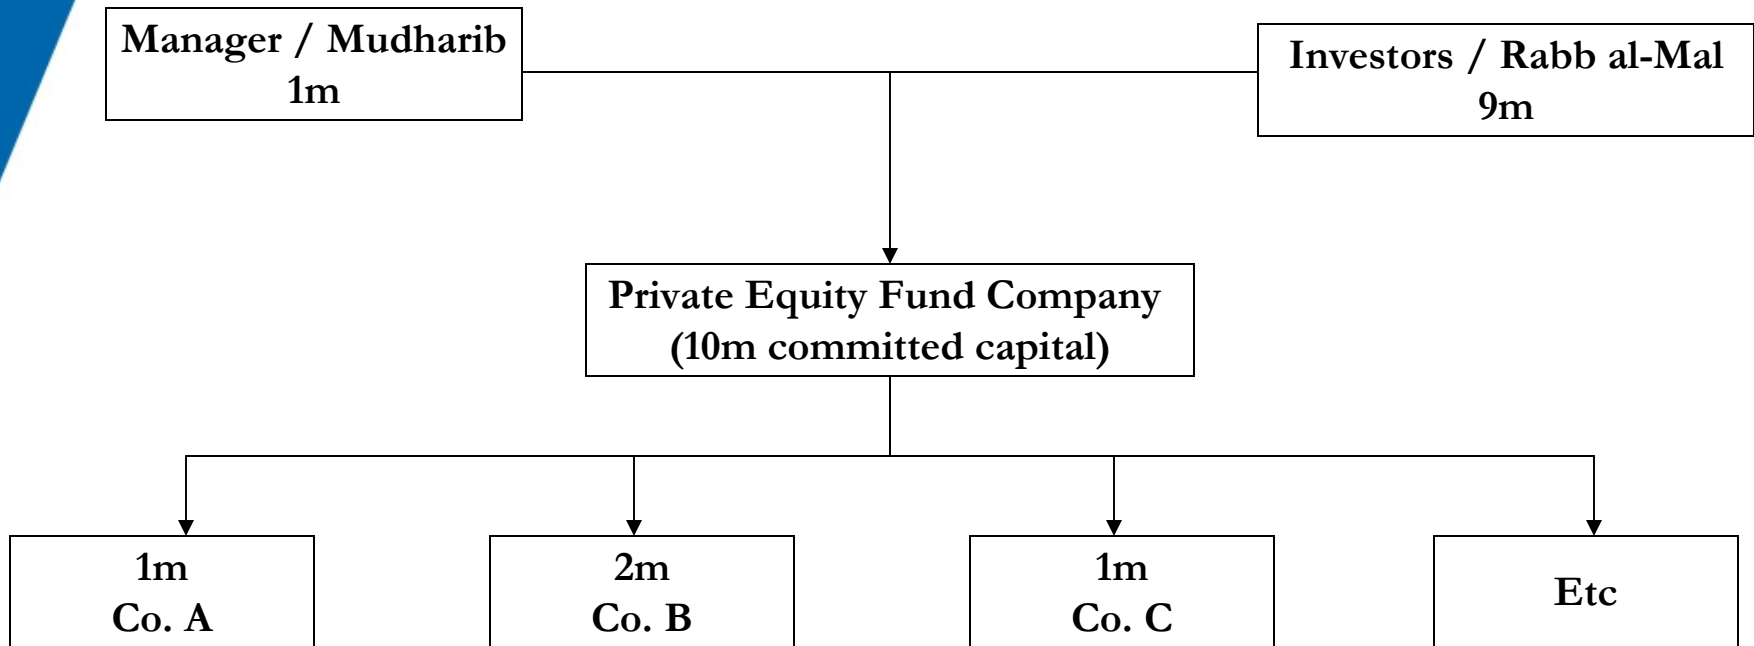 Manager / Mudharib
1m
Investors / Rabb al-Mal
9m
Private Equity Fund Company
(10m committed capital)
1m
Co. A
2m
Co. B
1m
Co. C
Etc